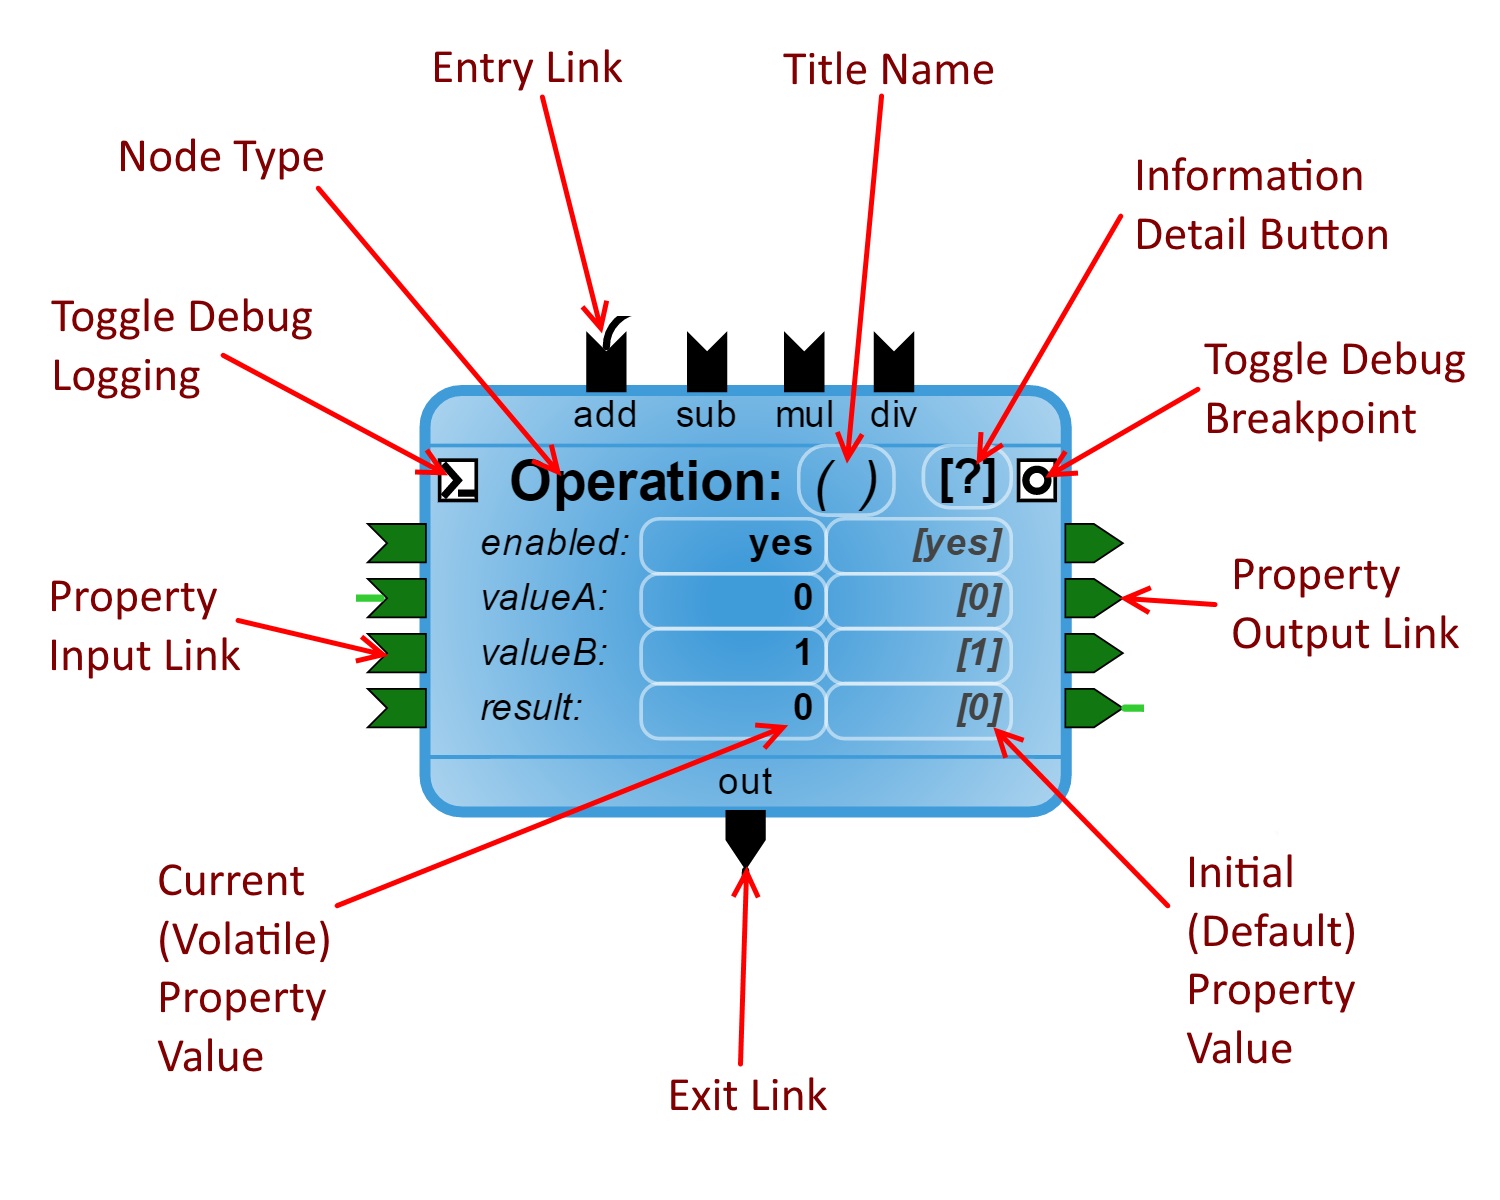 Entry Link
Title Name
Node Type
Information
Detail Button
Toggle Debug
Logging
Toggle Debug
Breakpoint
add sub mul div
Operation: ( ) [?]
enabled: yes [yes]
valueA: 0 [0]
valueB: 1 [1]
result: 0 [0]
out
Property
Input Link
Property
Output Link
Current
(Volatile)
Property
Value
Initial
(Default)
Property
Value
Exit Link